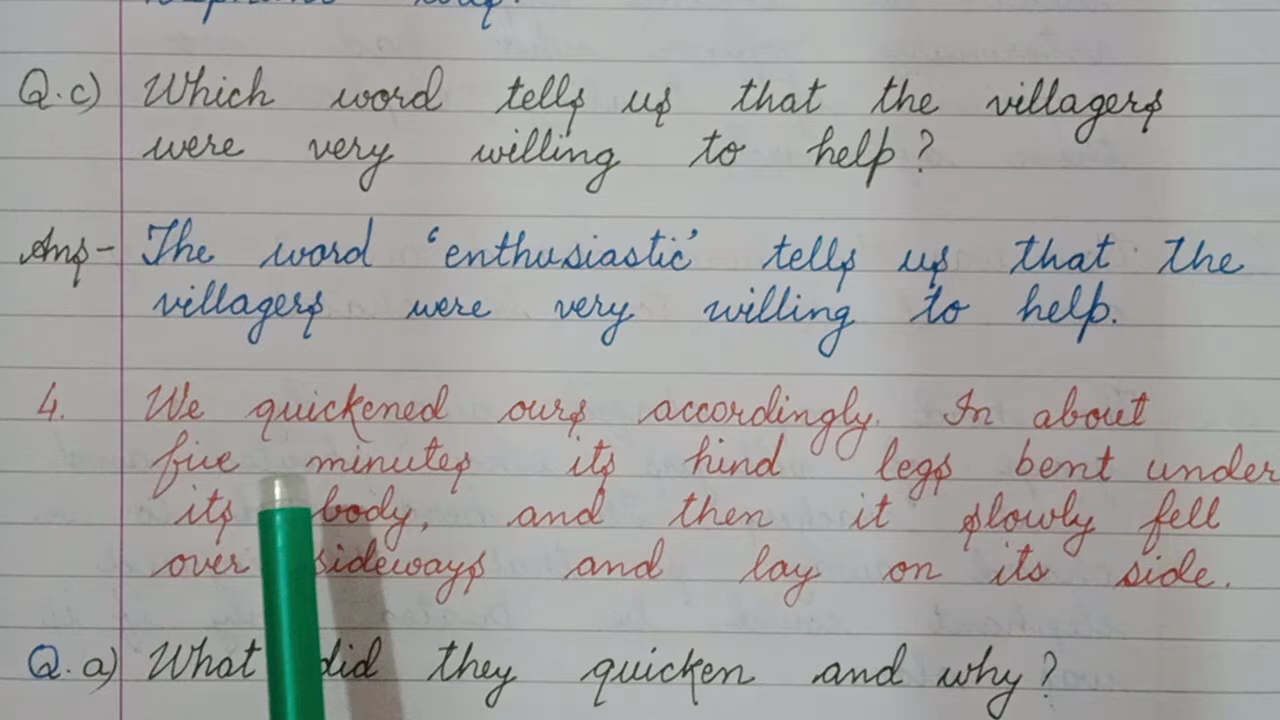 Q.c) Which word tells us that the villagers
were very willing to help?
Ans- The word 'enthusiastic' tells us that the
villagers were very willing to help.
4. We quickened ours accordingly. In about
five minutes its hind legs bent under
its body, and then it slowly fell
over sideways and lay on its side.
Q.a) What did they quicken and why?